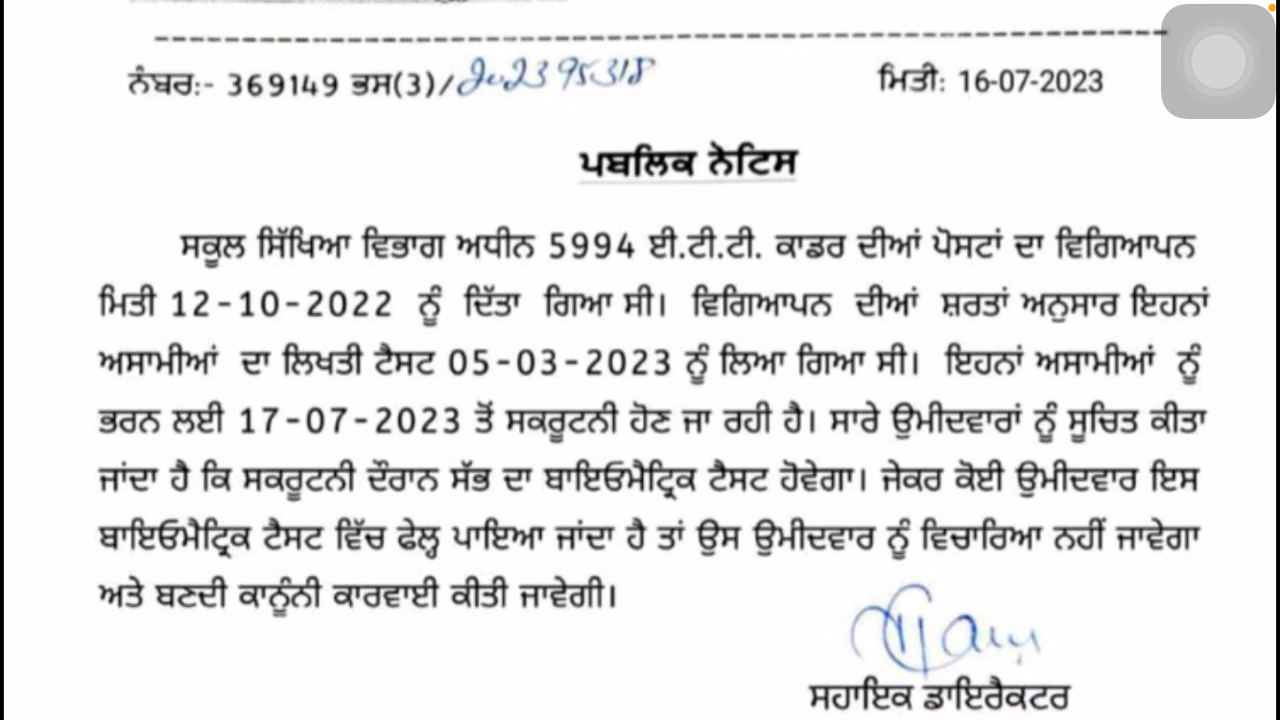 ਨੰਬਰ:- 369149 ਭਸ(3)/202395318 ਮਿਤੀ: 16-07-2023
ਪਬਲਿਕ ਨੋਟਿਸ
ਸਕੂਲ ਸਿੱਖਿਆ ਵਿਭਾਗ ਅਧੀਨ 5994 ਈ.ਟੀ.ਟੀ. ਕਾਡਰ ਦੀਆਂ ਪੋਸਟਾਂ ਦਾ ਵਿਗਿਆਪਨ
ਮਿਤੀ 12-10-2022 ਨੂੰ ਦਿੱਤਾ ਗਿਆ ਸੀ। ਵਿਗਿਆਪਨ ਦੀਆਂ ਸ਼ਰਤਾਂ ਅਨੁਸਾਰ ਇਹਨਾਂ
ਅਸਾਮੀਆਂ ਦਾ ਲਿਖਤੀ ਟੈਸਟ 05-03-2023 ਨੂੰ ਲਿਆ ਗਿਆ ਸੀ। ਇਹਨਾਂ ਅਸਾਮੀਆਂ ਨੂੰ
ਭਰਨ ਲਈ 17-07-2023 ਤੋਂ ਸਕਰੂਟਨੀ ਹੋਣ ਜਾ ਰਹੀ ਹੈ। ਸਾਰੇ ਉਮੀਦਵਾਰਾਂ ਨੂੰ ਸੂਚਿਤ ਕੀਤਾ
ਜਾਂਦਾ ਹੈ ਕਿ ਸਕਰੂਟਨੀ ਦੌਰਾਨ ਸੱਭ ਦਾ ਬਾਇਓਮੈਟ੍ਰਿਕ ਟੈਸਟ ਹੋਵੇਗਾ। ਜੇਕਰ ਕੋਈ ਉਮੀਦਵਾਰ ਇਸ
ਬਾਇਓਮੈਟ੍ਰਿਕ ਟੈਸਟ ਵਿੱਚ ਫੇਲ੍ਹ ਪਾਇਆ ਜਾਂਦਾ ਹੈ ਤਾਂ ਉਸ ਉਮੀਦਵਾਰ ਨੂੰ ਵਿਚਾਰਿਆ ਨਹੀਂ ਜਾਵੇਗਾ
ਅਤੇ ਬਣਦੀ ਕਾਨੂੰਨੀ ਕਾਰਵਾਈ ਕੀਤੀ ਜਾਵੇਗੀ।
ਸਹਾਇਕ ਡਾਇਰੈਕਟਰ